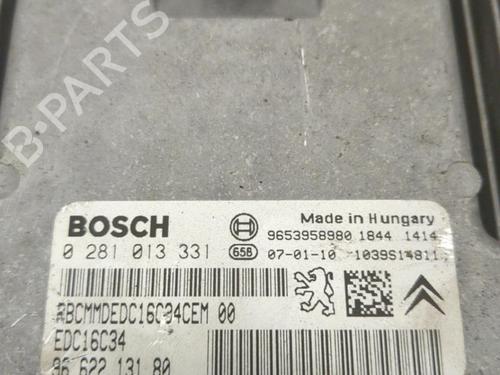 BOSCH
Made in Hungary
0 281 013 331
9653958980 1844 1414
658 07-01-10 1039S14811
RBCMMDEDC16C34CEM 00
EDC16C34
96 622 131 80
B-PARTS